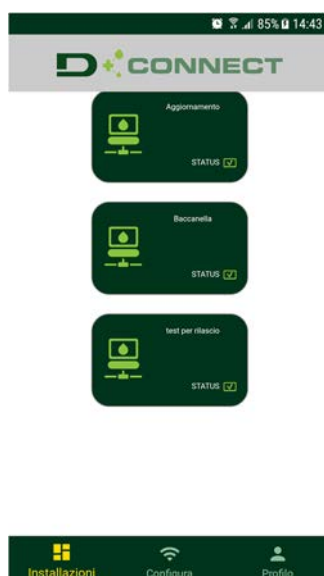 85% 14:43
D CONNECT
Aggiornamento
STATUS
Baccanella
STATUS
test per rilascio
STATUS
Installazioni Configura Profilo